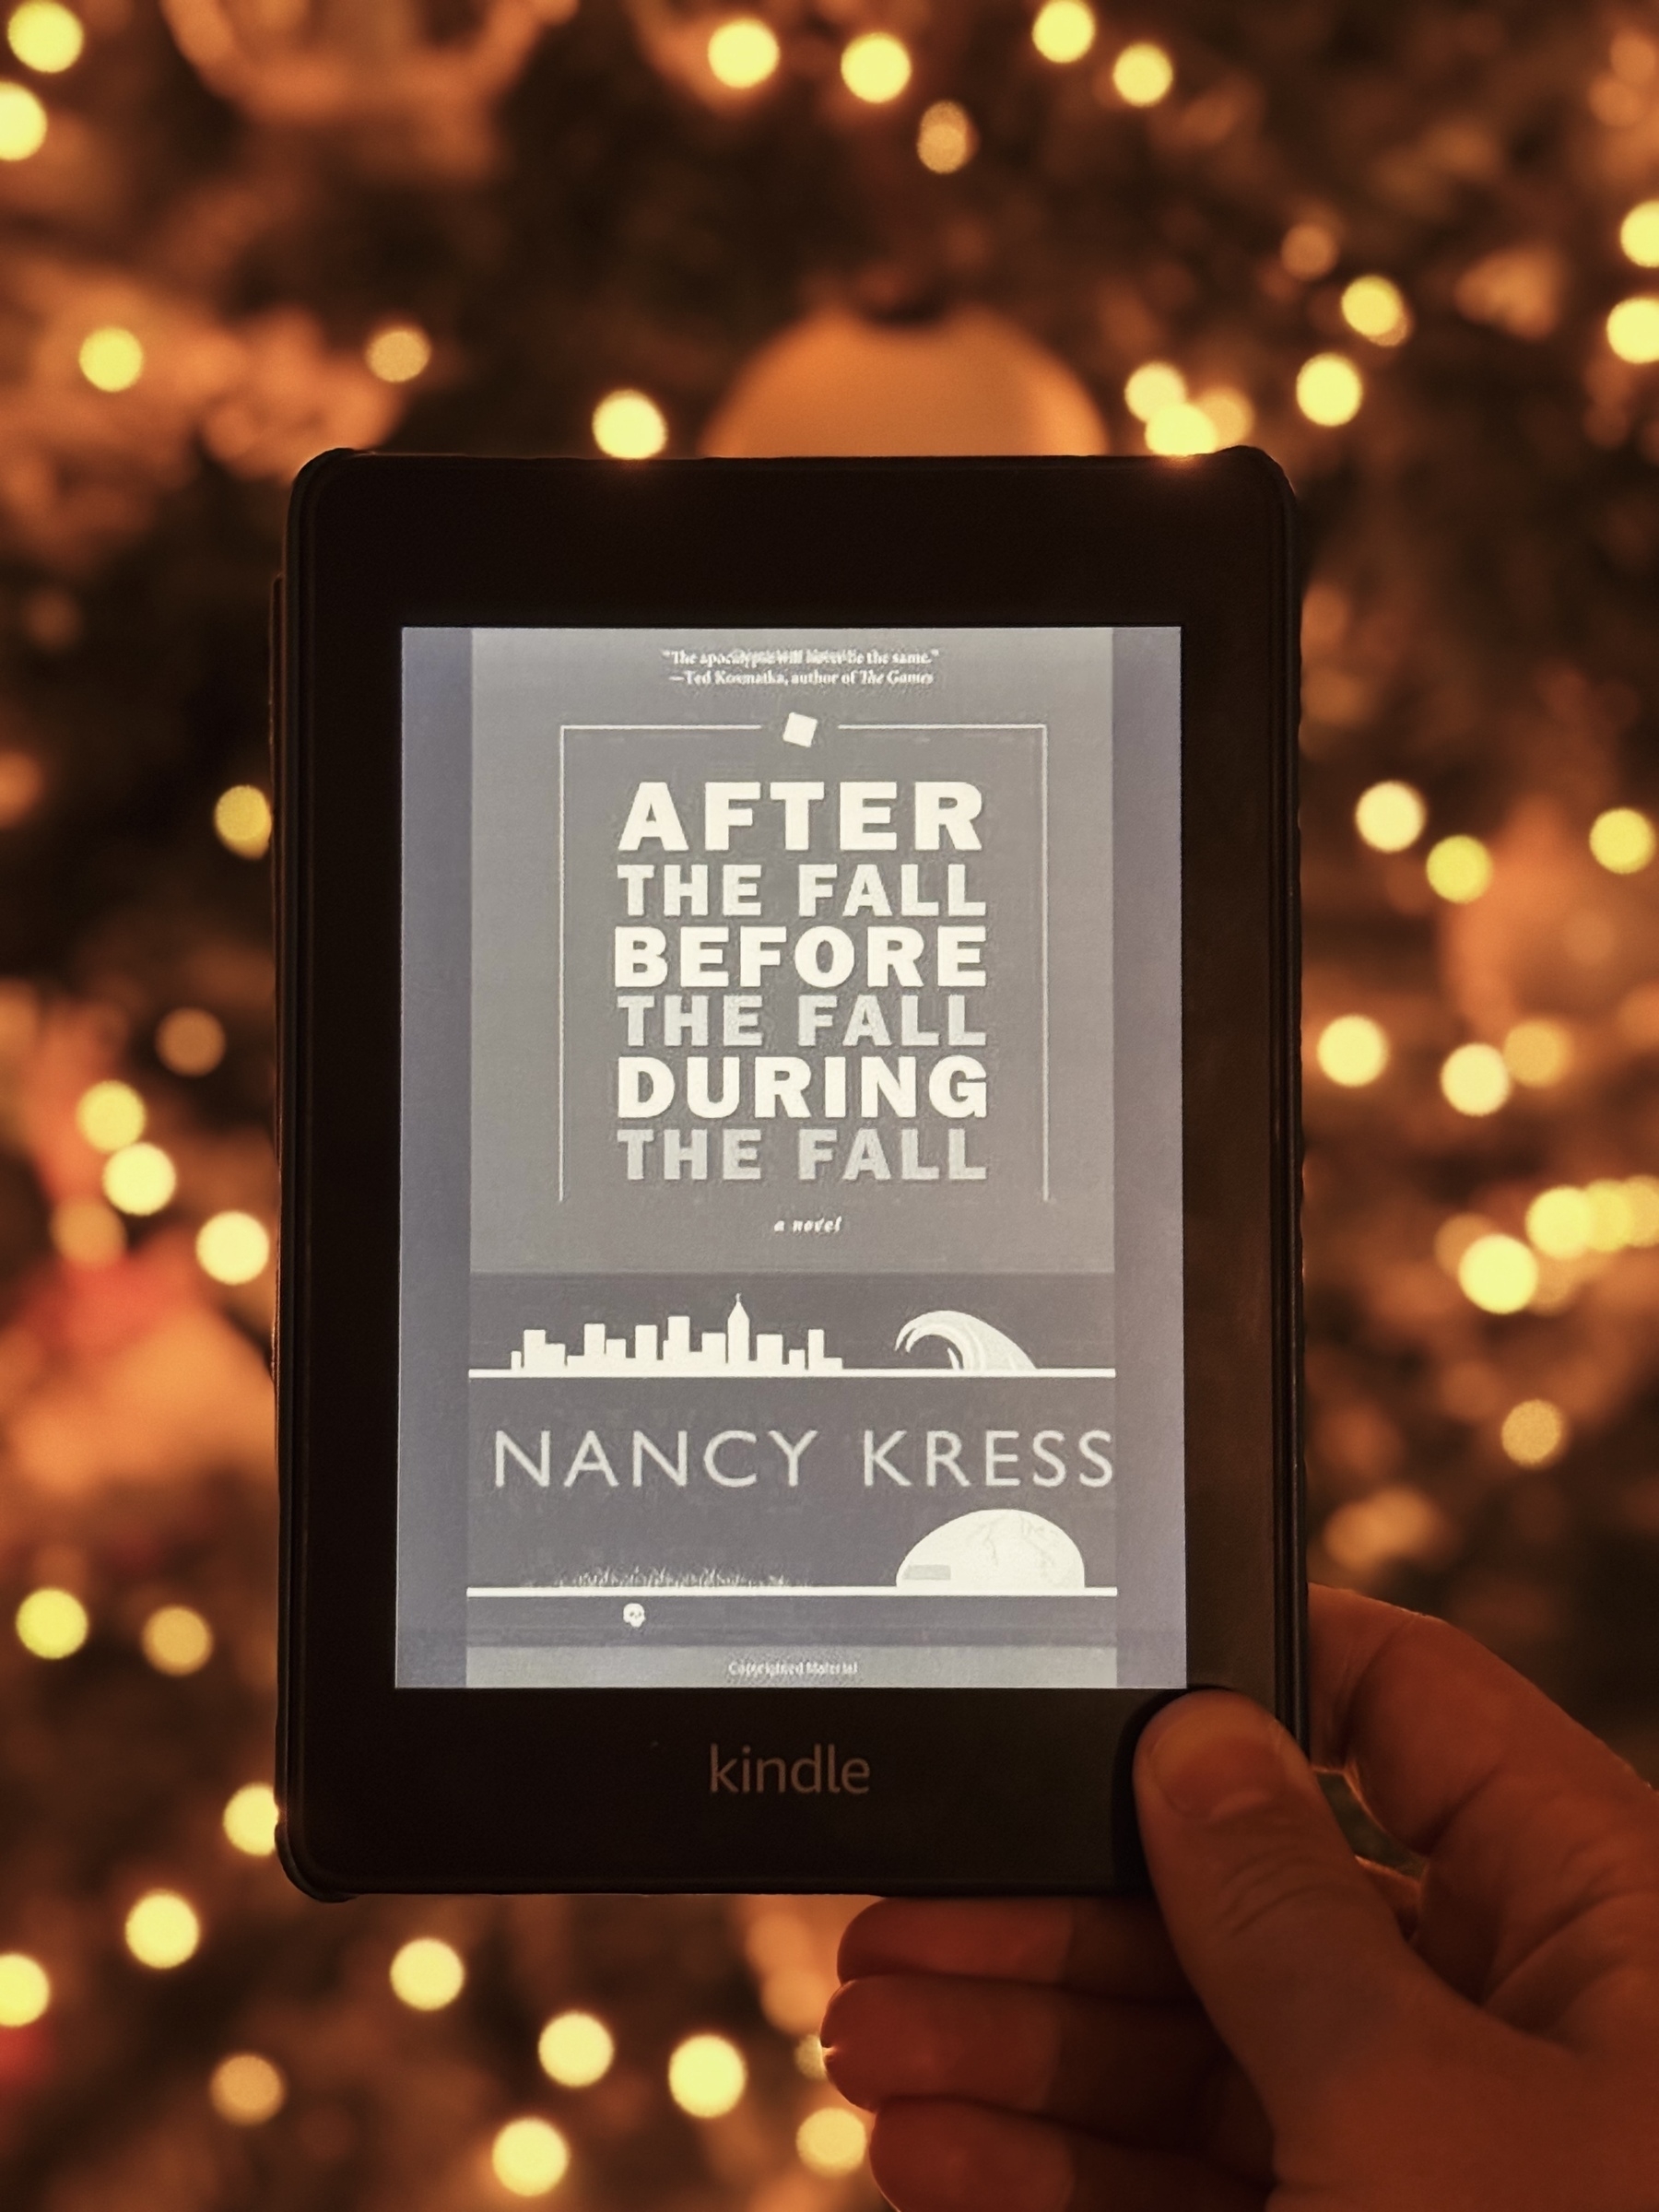 "The apocalypse will never be the same."
—Ted Kosmatka, author of The Games
AFTER
THE FALL
BEFORE
THE FALL
DURING
THE FALL
a novel
NANCY KRESS
Copyrighted Material
kindle